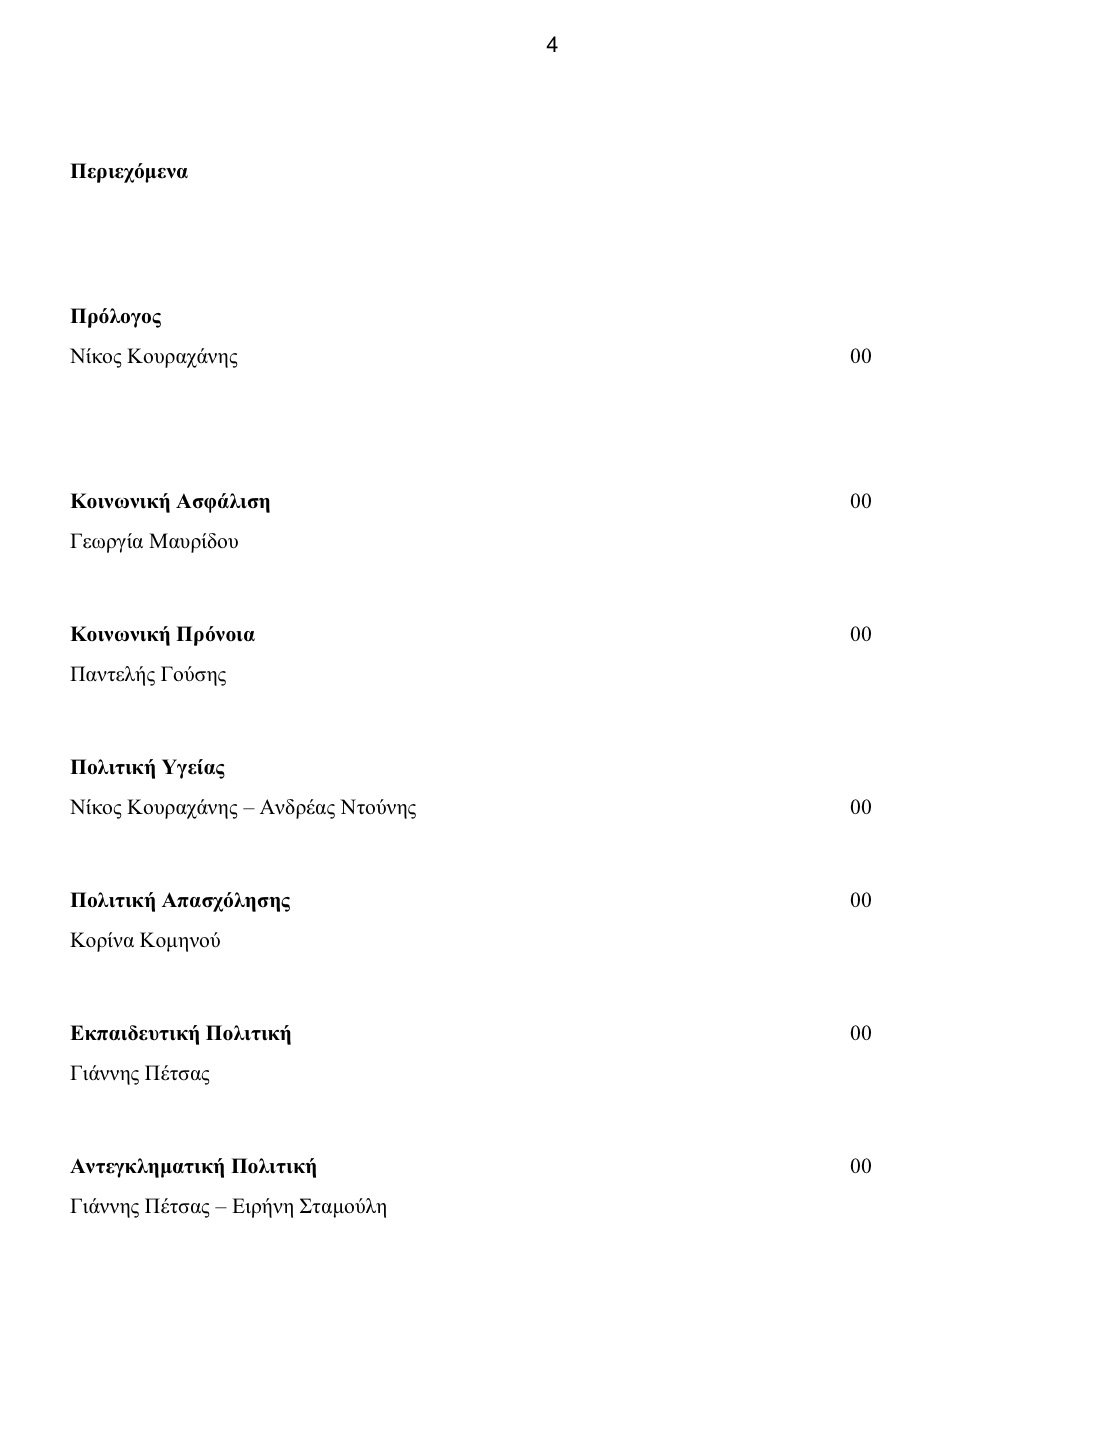 4
Περιεχόμενα
Πρόλογος
Νίκος Κουραχάνης 00
Κοινωνική Ασφάλιση 00
Γεωργία Μαυρίδου
Κοινωνική Πρόνοια 00
Παντελής Γούσης
Πολιτική Υγείας
Νίκος Κουραχάνης – Ανδρέας Ντούνης 00
Πολιτική Απασχόλησης 00
Κορίνα Κομηνού
Εκπαιδευτική Πολιτική 00
Γιάννης Πέτσας
Αντεγκληματική Πολιτική 00
Γιάννης Πέτσας – Ειρήνη Σταμούλη